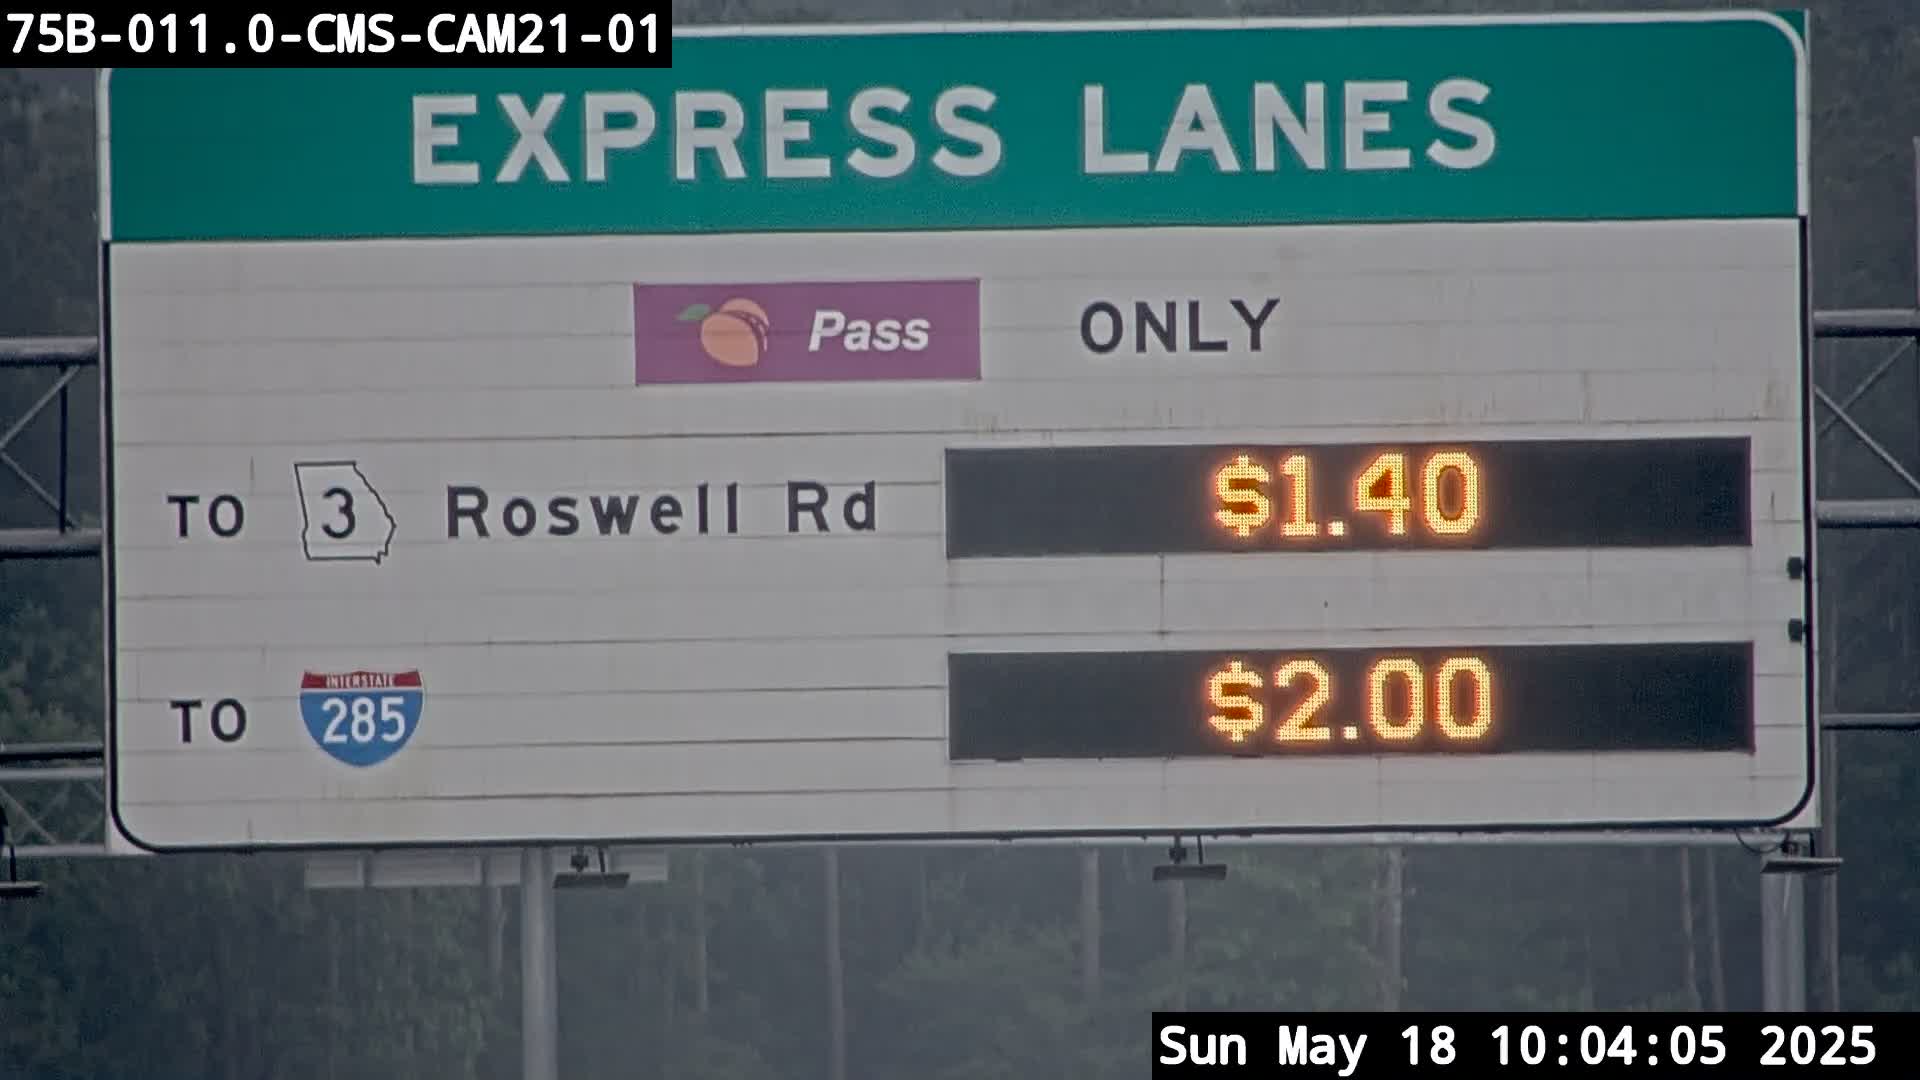 75B-011.0-CMS-CAM21-01
EXPRESS LANES
Pass ONLY
TO 3 Roswell Rd $1.40
TO INTERSTATE 285 $2.00
Sun May 18 10:04:05 2025